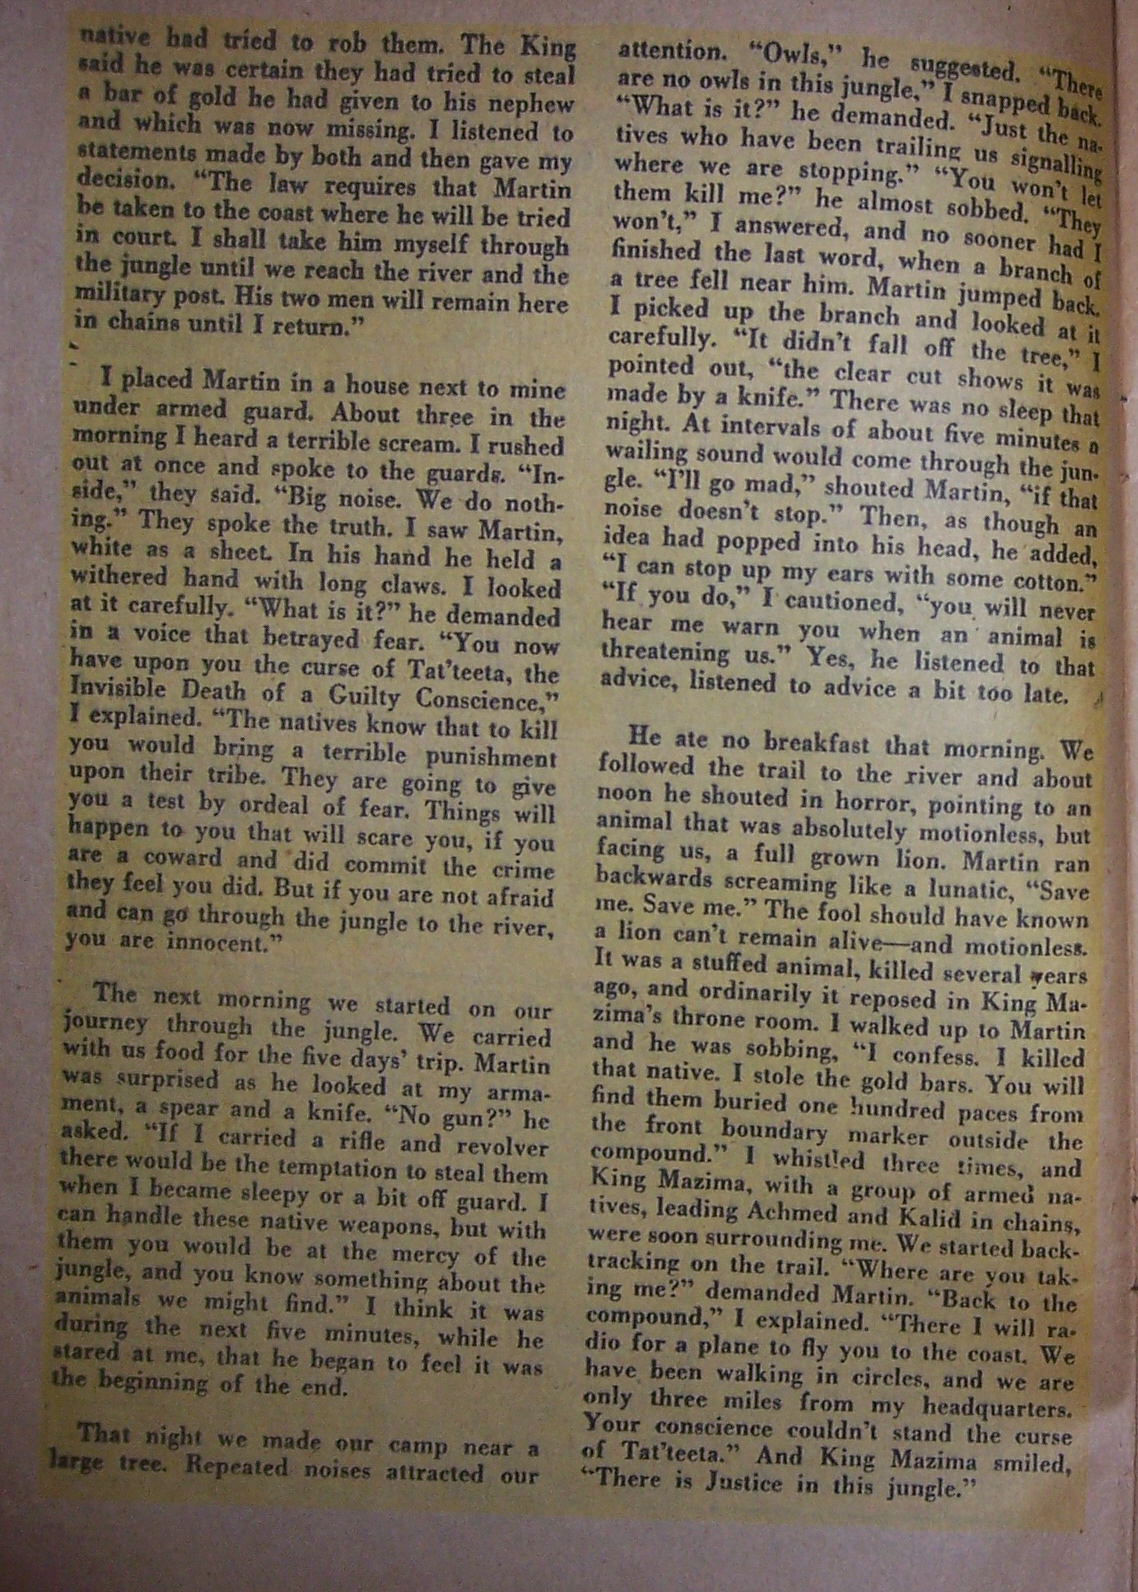 native had tried to rob them. The King
said he was certain they had tried to steal
a bar of gold he had given to his nephew
and which was now missing. I listened to
statements made by both and then gave my
decision. “The law requires that Martin
be taken to the coast where he will be tried
in court. I shall take him myself through
the jungle until we reach the river and the
military post. His two men will remain here
in chains until I return.”
I placed Martin in a house next to mine
under armed guard. About three in the
morning I heard a terrible scream. I rushed
out at once and spoke to the guards. “In-
side,” they said. “Big noise. We do noth-
ing.” They spoke the truth. I saw Martin,
white as a sheet. In his hand he held a
withered hand with long claws. I looked
at it carefully. “What is it?” he demanded
in a voice that betrayed fear. “You now
have upon you the curse of Tat’teeta, the
Invisible Death of a Guilty Conscience,”
I explained. “The natives know that to kill
you would bring a terrible punishment
upon their tribe. They are going to give
you a test by ordeal of fear. Things will
happen to you that will scare you, if you
are a coward and did commit the crime
they feel you did. But if you are not afraid
and can go through the jungle to the river,
you are innocent.”
The next morning we started on our
journey through the jungle. We carried
with us food for the five days’ trip. Martin
was surprised as he looked at my arma-
ment, a spear and a knife. “No gun?” he
asked. “If I carried a rifle and revolver
there would be the temptation to steal them
when I became sleepy or a bit off guard. I
can handle these native weapons, but with
them you would be at the mercy of the
jungle, and you know something about the
animals we might find.” I think it was
during the next five minutes, while he
stared at me, that he began to feel it was
the beginning of the end.
That night we made our camp near a
large tree. Repeated noises attracted our
attention. “Owls,” he suggested. “There
are no owls in this jungle,” I snapped back.
“What is it?” he demanded. “Just the na-
tives who have been trailing us signalling
where we are stopping.” “You won’t let
them kill me?” he almost sobbed. “They
won’t,” I answered, and no sooner had I
finished the last word, when a branch of
a tree fell near him. Martin jumped back.
I picked up the branch and looked at it
carefully. “It didn’t fall off the tree,” I
pointed out, “the clear cut shows it was
made by a knife.” There was no sleep that
night. At intervals of about five minutes a
wailing sound would come through the jun-
gle. “I’ll go mad,” shouted Martin, “if that
noise doesn’t stop.” Then, as though an
idea had popped into his head, he added,
“I can stop up my ears with some cotton.”
“If you do,” I cautioned, “you will never
hear me warn you when an animal is
threatening us.” Yes, he listened to that
advice, listened to advice a bit too late.
He ate no breakfast that morning. We
followed the trail to the river and about
noon he shouted in horror, pointing to an
animal that was absolutely motionless, but
facing us, a full grown lion. Martin ran
backwards screaming like a lunatic, “Save
me. Save me.” The fool should have known
a lion can’t remain alive—and motionless.
It was a stuffed animal, killed several years
ago, and ordinarily it reposed in King Ma-
zima’s throne room. I walked up to Martin
and he was sobbing, “I confess. I killed
that native. I stole the gold bars. You will
find them buried one hundred paces from
the front boundary marker outside the
compound.” I whistled three times, and
King Mazima, with a group of armed na-
tives, leading Achmed and Kalid in chains,
were soon surrounding me. We started back-
tracking on the trail. “Where are you tak-
ing me?” demanded Martin. “Back to the
compound,” I explained. “There I will ra-
dio for a plane to fly you to the coast. We
have been walking in circles, and we are
only three miles from my headquarters.
Your conscience couldn’t stand the curse
of Tat’teeta.” And King Mazima smiled,
“There is Justice in this jungle.”